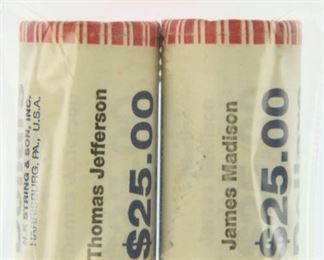 N.F. STRING & SON, INC.
HARRISBURG, PA., U.S.A.
Thomas Jefferson
$25.00
James Madison
$25.00